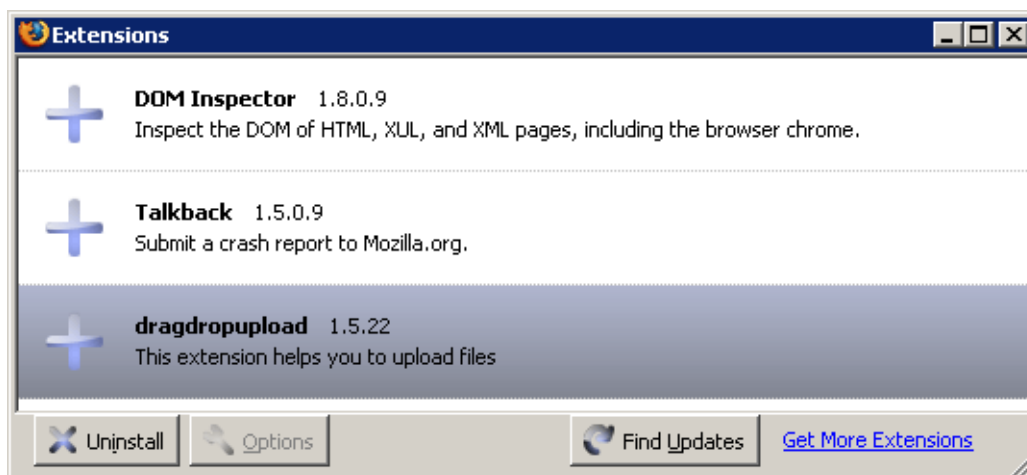 Extensions
DOM Inspector 1.8.0.9
Inspect the DOM of HTML, XUL, and XML pages, including the browser chrome.
Talkback 1.5.0.9
Submit a crash report to Mozilla.org.
dragdropupload 1.5.22
This extension helps you to upload files
Uninstall Options Find Updates Get More Extensions